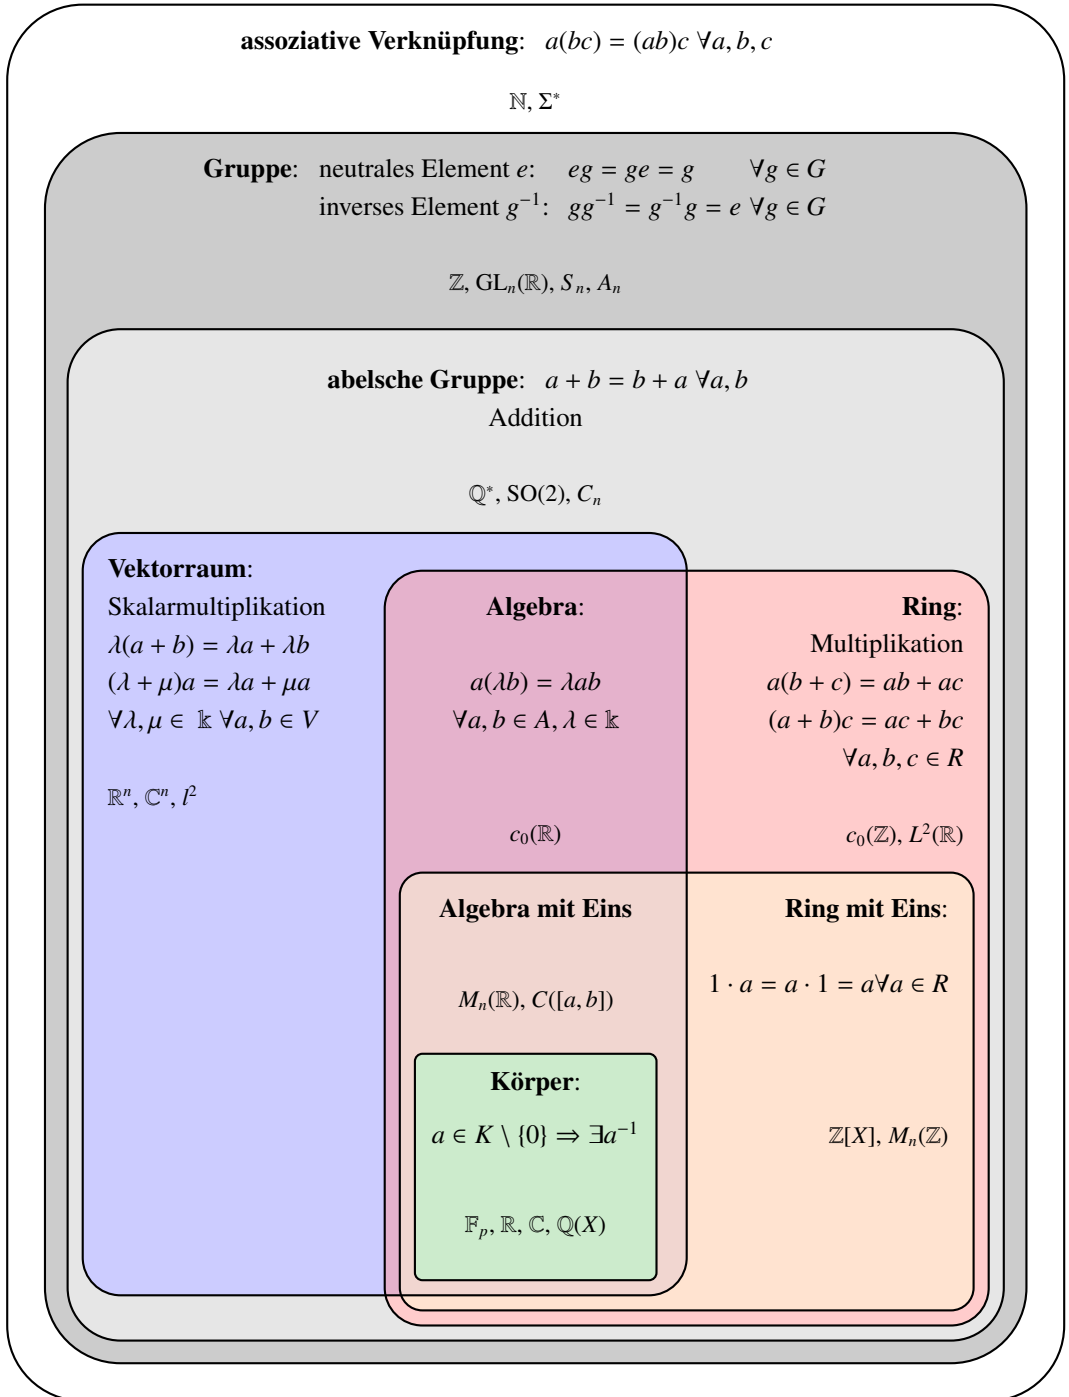 assoziative Verknüpfung: a(bc) = (ab)c ∀a, b, c
ℕ, Σ*
Gruppe: neutrales Element e: eg = ge = g ∀g ∈ G
inverses Element g⁻¹: gg⁻¹ = g⁻¹g = e ∀g ∈ G
ℤ, GLₙ(ℝ), Sₙ, Aₙ
abelsche Gruppe: a + b = b + a ∀a, b
Addition
ℚ*, SO(2), Cₙ
Vektorraum:
Skalarmultiplikation
λ(a + b) = λa + λb
(λ + μ)a = λa + μa
∀λ, μ ∈ 𝕜 ∀a, b ∈ V
ℝⁿ, ℂⁿ, l²
Algebra:
a(λb) = λab
∀a, b ∈ A, λ ∈ 𝕜
c₀(ℝ)
Ring:
Multiplikation
a(b + c) = ab + ac
(a + b)c = ac + bc
∀a, b, c ∈ R
c₀(ℤ), L²(ℝ)
Algebra mit Eins
Mₙ(ℝ), C([a, b])
Ring mit Eins:
1 · a = a · 1 = a∀a ∈ R
ℤ[X], Mₙ(ℤ)
Körper:
a ∈ K \ {0} ⇒ ∃a⁻¹
𝔽ₚ, ℝ, ℂ, ℚ(X)